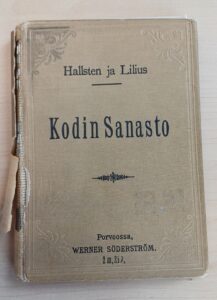 Hallsten ja Lilius
Kodin Sanasto
Porvoossa,
WERNER SÖDERSTRÖM.